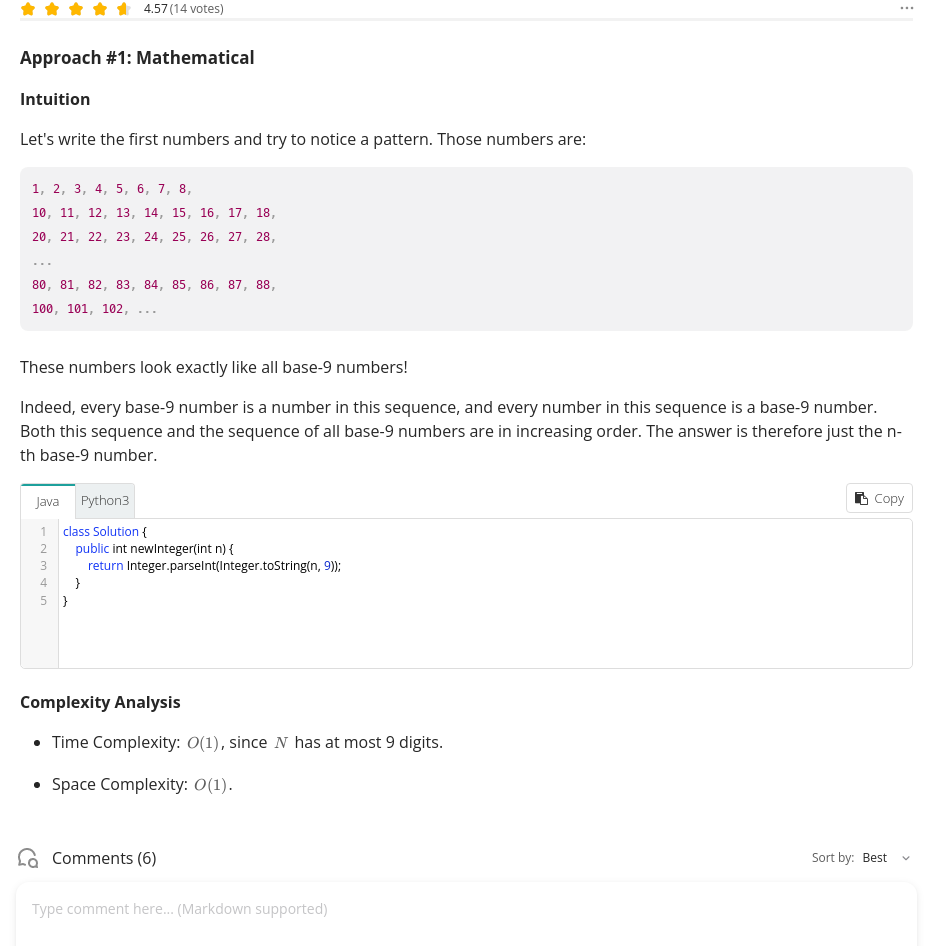 4.57 (14 votes)
Approach #1: Mathematical
Intuition
Let's write the first numbers and try to notice a pattern. Those numbers are:
1, 2, 3, 4, 5, 6, 7, 8,
10, 11, 12, 13, 14, 15, 16, 17, 18,
20, 21, 22, 23, 24, 25, 26, 27, 28,
...
80, 81, 82, 83, 84, 85, 86, 87, 88,
100, 101, 102, ...
These numbers look exactly like all base-9 numbers!
Indeed, every base-9 number is a number in this sequence, and every number in this sequence is a base-9 number.
Both this sequence and the sequence of all base-9 numbers are in increasing order. The answer is therefore just the n-
th base-9 number.
Java Python3 Copy
1 class Solution {
2 public int newInteger(int n) {
3 return Integer.parseInt(Integer.toString(n, 9));
4 }
5 }
Complexity Analysis
• Time Complexity: O(1), since N has at most 9 digits.
• Space Complexity: O(1).
Comments (6) Sort by: Best
Type comment here... (Markdown supported)